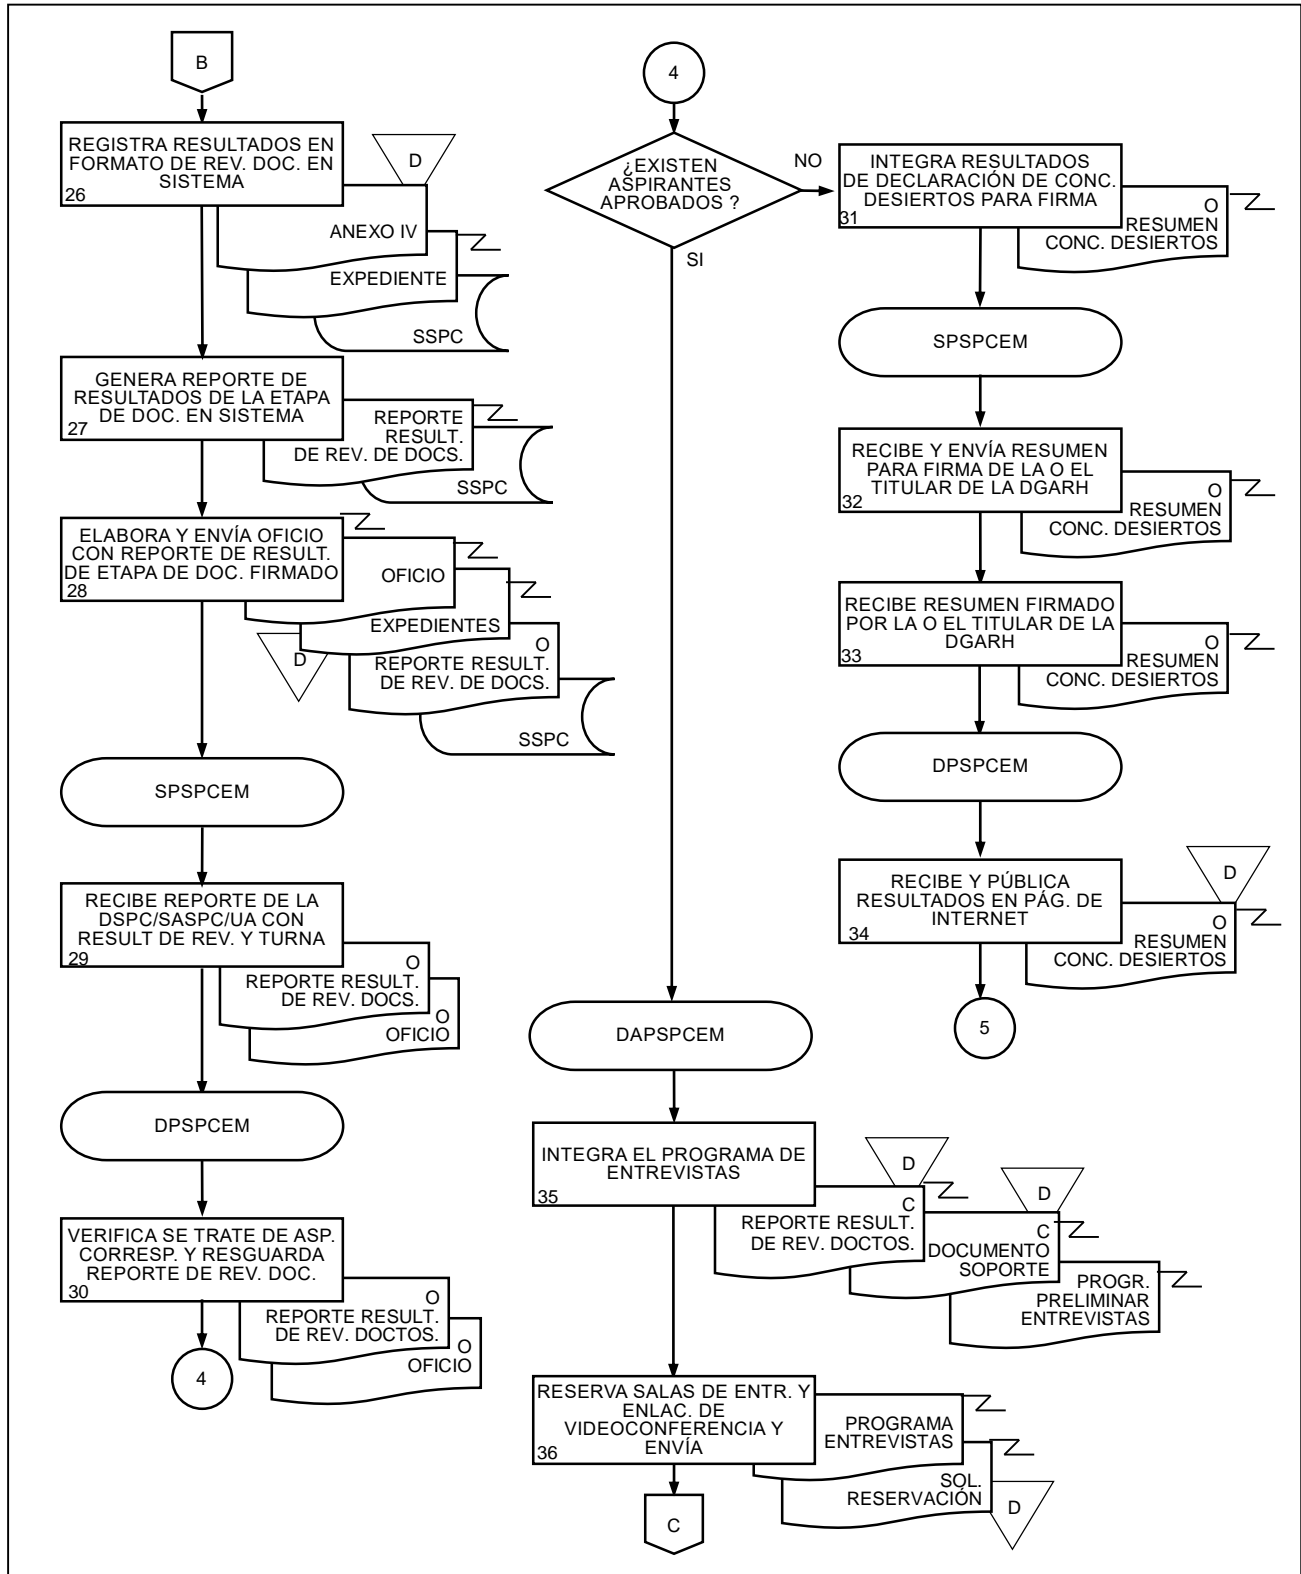 B
REGISTRA RESULTADOS EN
FORMATO DE REV. DOC. EN
SISTEMA
26
D
ANEXO IV
EXPEDIENTE
SSPC
GENERA REPORTE DE
RESULTADOS DE LA ETAPA
DE DOC. EN SISTEMA
27
REPORTE
RESULT.
DE REV. DE DOCS.
SSPC
ELABORA Y ENVÍA OFICIO
CON REPORTE DE RESULT.
DE ETAPA DE DOC. FIRMADO
28
OFICIO
EXPEDIENTES
D
O
REPORTE RESULT.
DE REV. DE DOCS.
SSPC
SPSPCEM
RECIBE REPORTE DE LA
DSPC/SASPC/UA CON
RESULT DE REV. Y TURNA
29
O
REPORTE RESULT.
DE REV. DOCS.
O
OFICIO
DPSPCEM
VERIFICA SE TRATE DE ASP.
CORRESP. Y RESGUARDA
REPORTE DE REV. DOC.
30
O
REPORTE RESULT.
DE REV. DOCTOS.
O
OFICIO
4
4
¿EXISTEN
ASPIRANTES
APROBADOS ?
NO
SI
INTEGRA RESULTADOS
DE DECLARACIÓN DE CONC.
DESIERTOS PARA FIRMA
31
O
RESUMEN
CONC. DESIERTOS
SPSPCEM
RECIBE Y ENVÍA RESUMEN
PARA FIRMA DE LA O EL
TITULAR DE LA DGARH
32
O
RESUMEN
CONC. DESIERTOS
RECIBE RESUMEN FIRMADO
POR LA O EL TITULAR DE LA
DGARH
33
O
RESUMEN
CONC. DESIERTOS
DPSPCEM
RECIBE Y PÚBLICA
RESULTADOS EN PÁG. DE
INTERNET
34
D
O
RESUMEN
CONC. DESIERTOS
5
DAPSPCEM
INTEGRA EL PROGRAMA DE
ENTREVISTAS
35
D
C
REPORTE RESULT.
DE REV. DOCTOS.
D
C
DOCUMENTO
SOPORTE
PROGR.
PRELIMINAR
ENTREVISTAS
RESERVA SALAS DE ENTR. Y
ENLAC. DE
VIDEOCONFERENCIA Y
ENVÍA
36
PROGRAMA
ENTREVISTAS
SOL.
RESERVACIÓN
D
C